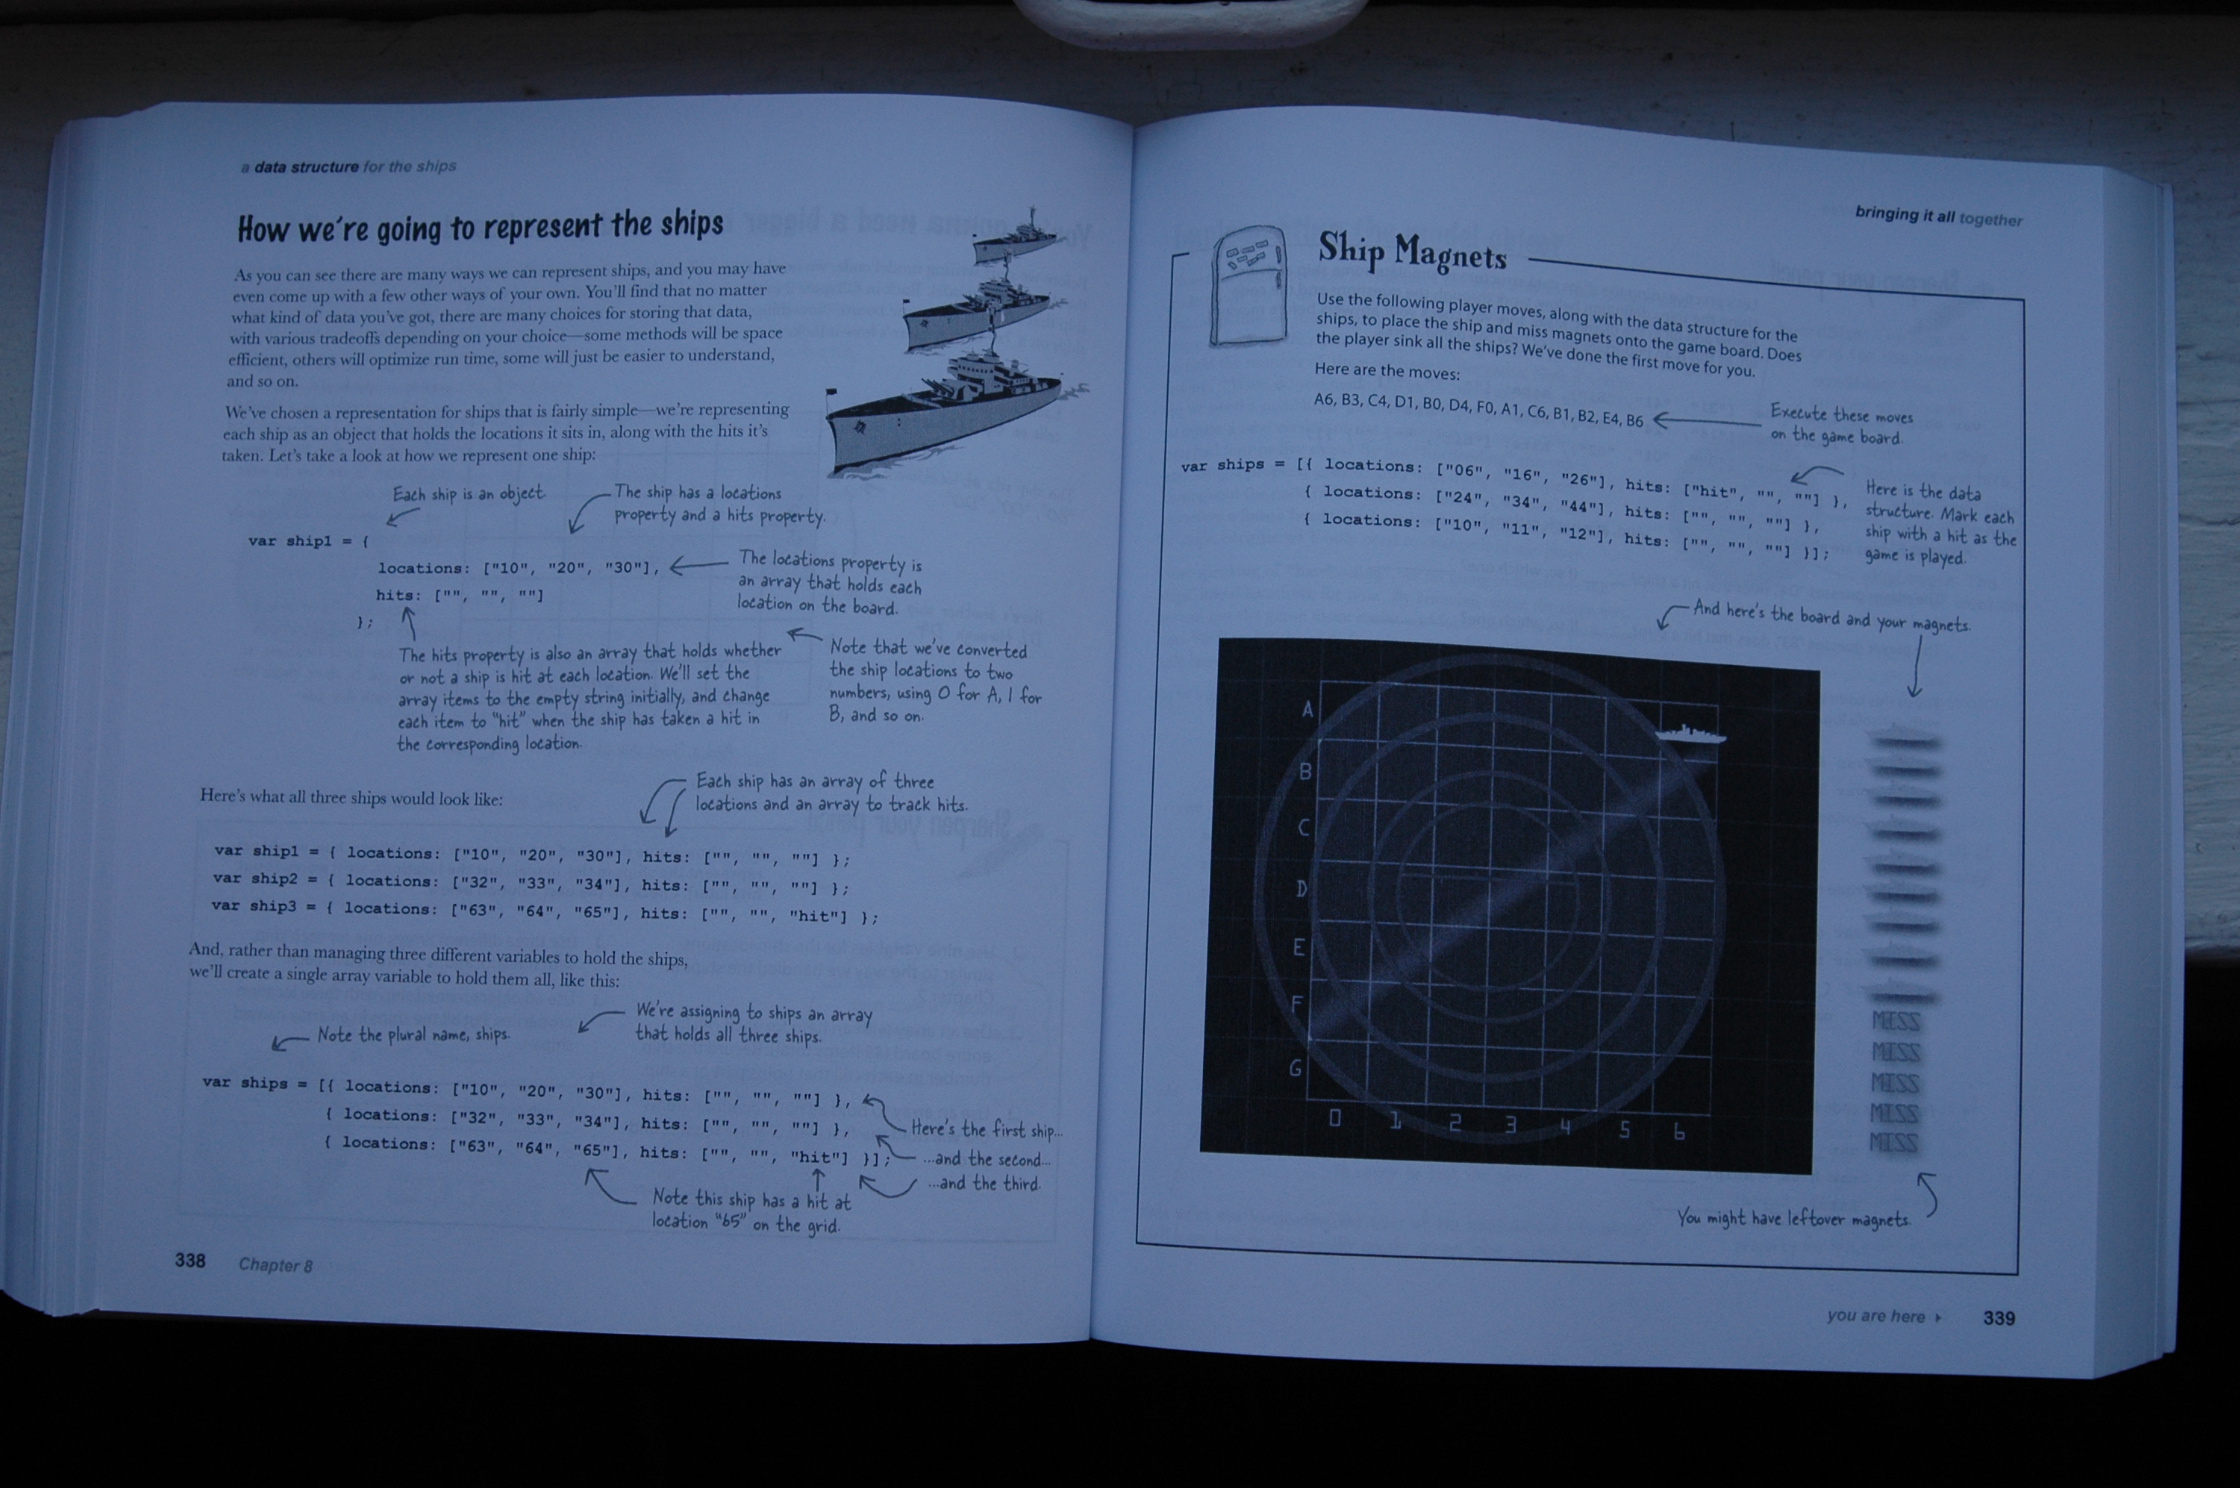 a data structure for the ships
How we're going to represent the ships
As you can see there are many ways we can represent ships, and you may have
even come up with a few other ways of your own. You'll find that no matter
what kind of data you've got, there are many choices for storing that data,
with various tradeoffs depending on your choice—some methods will be space
efficient, others will optimize run time, some will just be easier to understand,
and so on.
We've chosen a representation for ships that is fairly simple—we're representing
each ship as an object that holds the locations it sits in, along with the hits it's
taken. Let's take a look at how we represent one ship:
Each ship is an object.
The ship has a locations
property and a hits property.
var ship1 = {
locations: ["10", "20", "30"],
hits: ["", "", ""]
};
The locations property is
an array that holds each
location on the board.
The hits property is also an array that holds whether
or not a ship is hit at each location. We'll set the
array items to the empty string initially, and change
each item to "hit" when the ship has taken a hit in
the corresponding location.
Note that we've converted
the ship locations to two
numbers, using 0 for A, 1 for
B, and so on.
Here's what all three ships would look like:
Each ship has an array of three
locations and an array to track hits.
var ship1 = { locations: ["10", "20", "30"], hits: ["", "", ""] };
var ship2 = { locations: ["32", "33", "34"], hits: ["", "", ""] };
var ship3 = { locations: ["63", "64", "65"], hits: ["", "", "hit"] };
And, rather than managing three different variables to hold the ships,
we'll create a single array variable to hold them all, like this:
Note the plural name, ships.
We're assigning to ships an array
that holds all three ships.
var ships = [{ locations: ["10", "20", "30"], hits: ["", "", ""] },
{ locations: ["32", "33", "34"], hits: ["", "", ""] },
{ locations: ["63", "64", "65"], hits: ["", "", "hit"] }];
Here's the first ship...
...and the second...
...and the third.
Note this ship has a hit at
location "65" on the grid.
338 Chapter 8
bringing it all together
Ship Magnets
Use the following player moves, along with the data structure for the
ships, to place the ship and miss magnets onto the game board. Does
the player sink all the ships? We've done the first move for you.
Here are the moves:
A6, B3, C4, D1, B0, D4, F0, A1, C6, B1, B2, E4, B6
Execute these moves
on the game board.
var ships = [{ locations: ["06", "16", "26"], hits: ["hit", "", ""] },
{ locations: ["24", "34", "44"], hits: ["", "", ""] },
{ locations: ["10", "11", "12"], hits: ["", "", ""] }];
Here is the data
structure. Mark each
ship with a hit as the
game is played.
And here's the board and your magnets.
A
B
C
D
E
F
G
0 1 2 3 4 5 6
MISS
MISS
MISS
MISS
MISS
You might have leftover magnets.
you are here 339